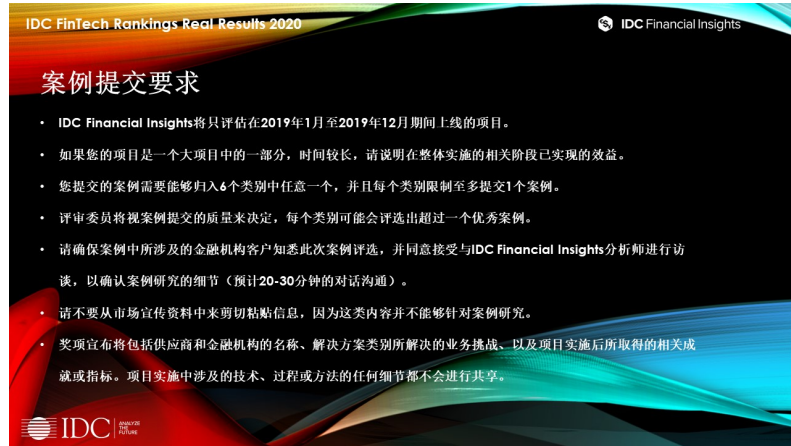 IDC FinTech Rankings Real Results 2020
IDC Financial Insights
案例提交要求
• IDC Financial Insights将只评估在2019年1月至2019年12月期间上线的项目。
• 如果您的项目是一个大项目中的一部分，时间较长，请说明在整体实施的相关阶段已实现的效益。
• 您提交的案例需要能够归入6个类别中任意一个，并且每个类别限制至多提交1个案例。
• 评审委员将视案例提交的质量来决定，每个类别可能会评选出超过一个优秀案例。
• 请确保案例中所涉及的金融机构客户知悉此次案例评选，并同意接受与IDC Financial Insights分析师进行访
谈，以确认案例研究的细节（预计20-30分钟的对话沟通）。
• 请不要从市场宣传资料中来剪切粘贴信息，因为这类内容并不能够针对案例研究。
• 奖项宣布将包括供应商和金融机构的名称、解决方案类别所解决的业务挑战、以及项目实施后所取得的相关成
就或指标。项目实施中涉及的技术、过程或方法的任何细节都不会进行共享。
IDC
ANALYZE
THE
FUTURE